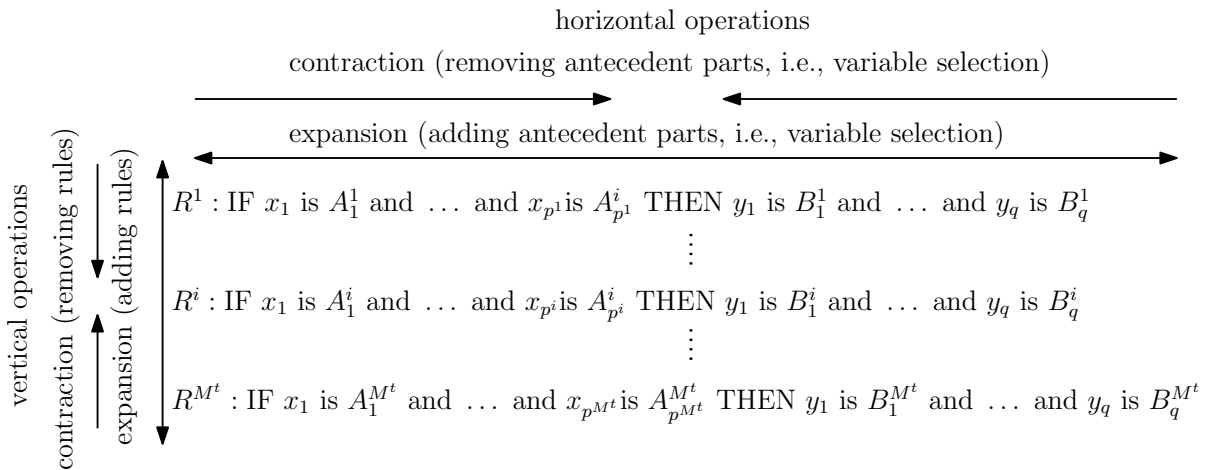 horizontal operations
contraction (removing antecedent parts, i.e., variable selection)
expansion (adding antecedent parts, i.e., variable selection)
vertical operations
contraction (removing rules)
expansion (adding rules)
$R^1$ : IF $x_1$ is $A_1^1$ and … and $x_{p^1}$is $A_{p^1}^i$ THEN $y_1$ is $B_1^1$ and … and $y_q$ is $B_q^1$
⋮
$R^i$ : IF $x_1$ is $A_1^i$ and … and $x_{p^i}$is $A_{p^i}^i$ THEN $y_1$ is $B_1^i$ and … and $y_q$ is $B_q^i$
⋮
$R^{M^t}$ : IF $x_1$ is $A_1^{M^t}$ and … and $x_{p^{M^t}}$is $A_{p^{M^t}}^{M^t}$ THEN $y_1$ is $B_1^{M^t}$ and … and $y_q$ is $B_q^{M^t}$